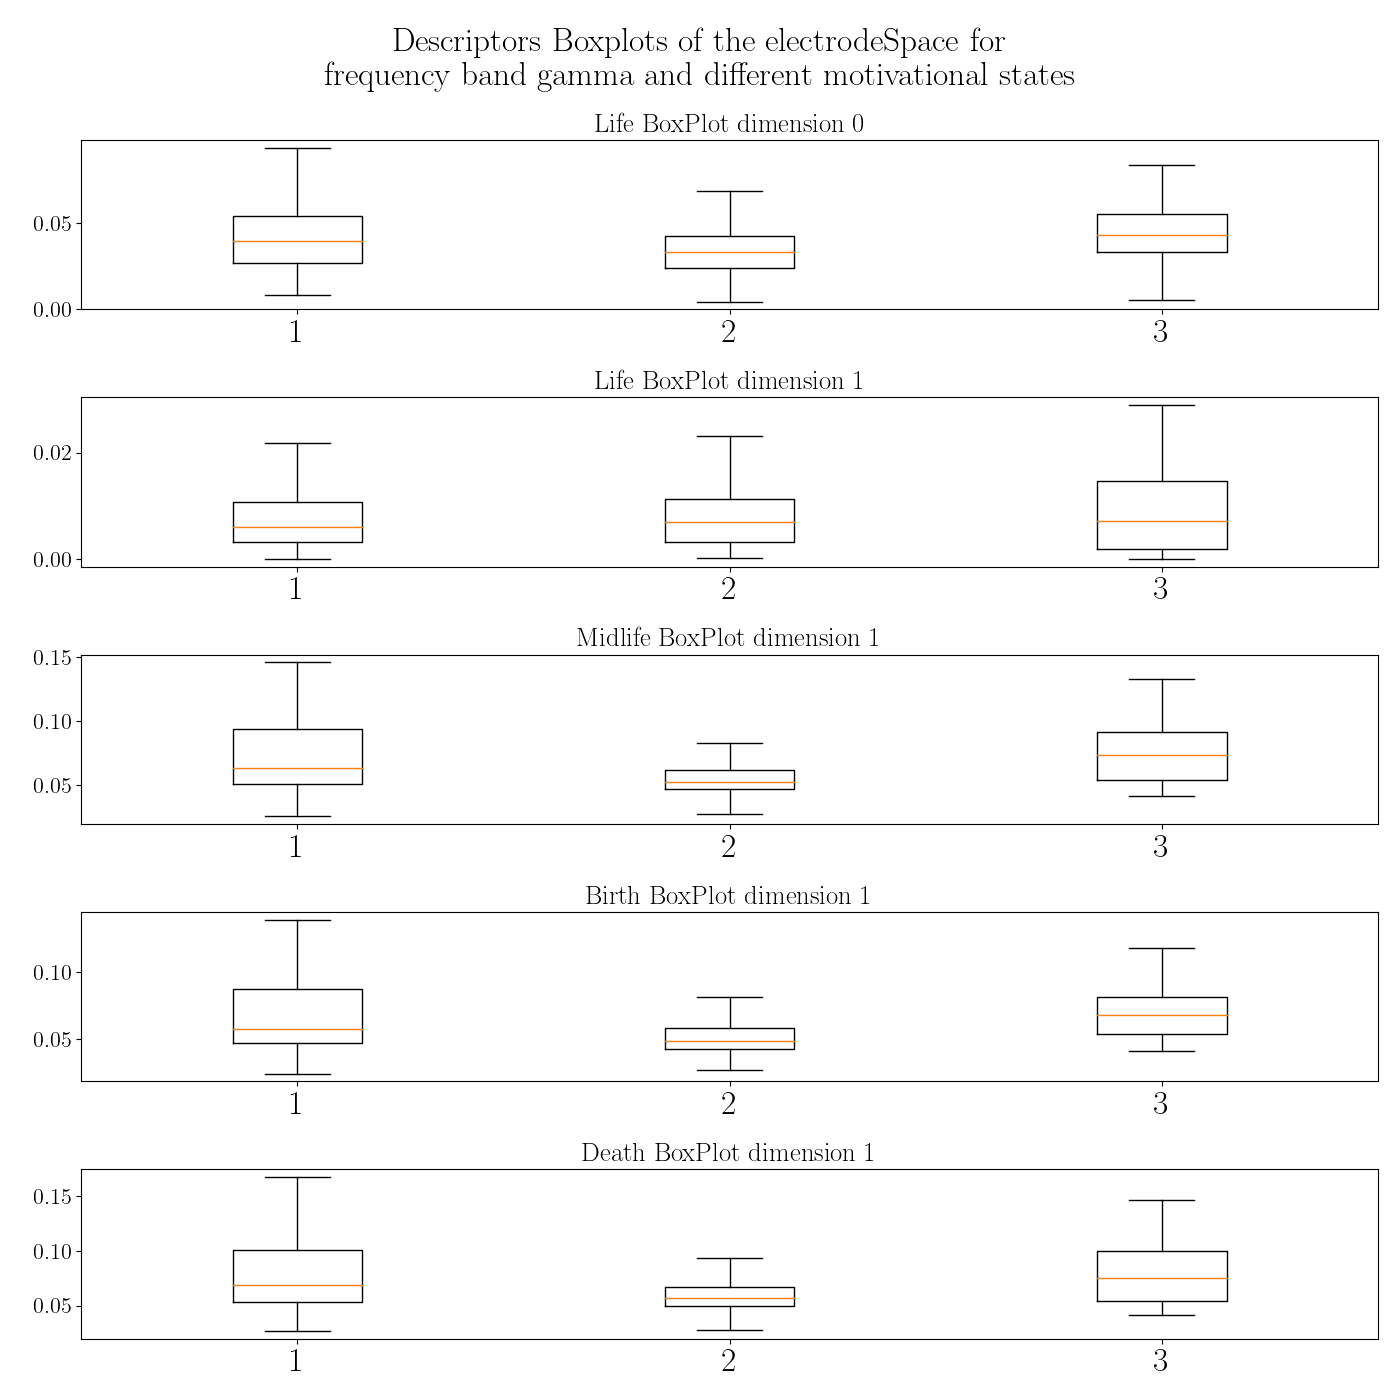 Descriptors Boxplots of the electrodeSpace for
frequency band gamma and different motivational states
Life BoxPlot dimension 0
0.05
0.00
1 2 3
Life BoxPlot dimension 1
0.02
0.00
1 2 3
Midlife BoxPlot dimension 1
0.15
0.10
0.05
1 2 3
Birth BoxPlot dimension 1
0.10
0.05
1 2 3
Death BoxPlot dimension 1
0.15
0.10
0.05
1 2 3